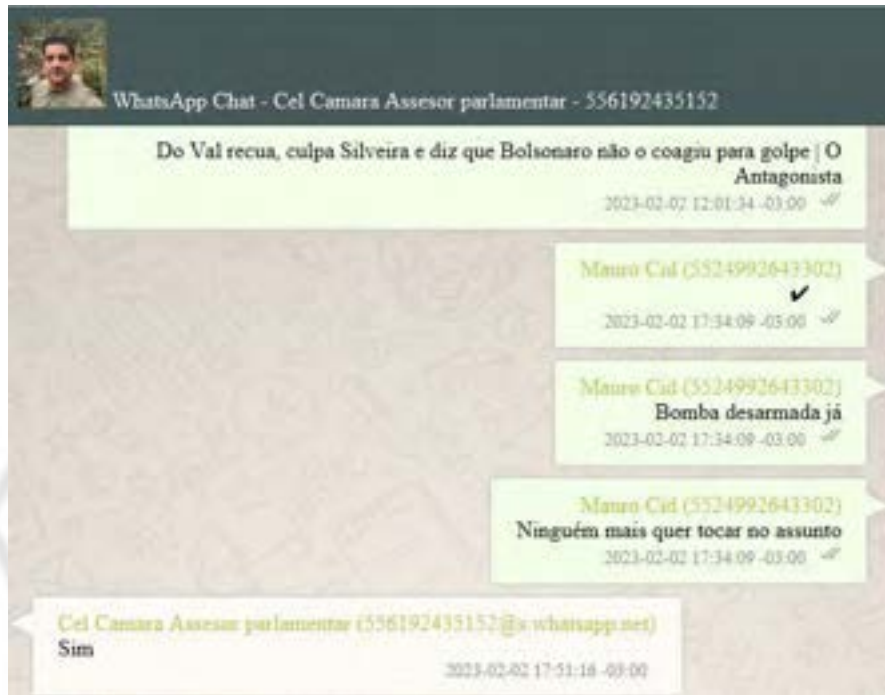 WhatsApp Chat - Cel Camara Assesor parlamentar - 556192435152
Do Val recua, culpa Silveira e diz que Bolsonaro não o coagiu para golpe | O
Antagonista
2023-02-02 12:01:34 -03:00
Mauro Cid (5524992643302)
✔
2023-02-02 17:34:09 -03:00
Mauro Cid (5524992643302)
Bomba desarmada já
2023-02-02 17:34:09 -03:00
Mauro Cid (5524992643302)
Ninguém mais quer tocar no assunto
2023-02-02 17:34:09 -03:00
Cel Camara Assesor parlamentar (556192435152@s.whatsapp.net)
Sim
2023-02-02 17:51:16 -03:00